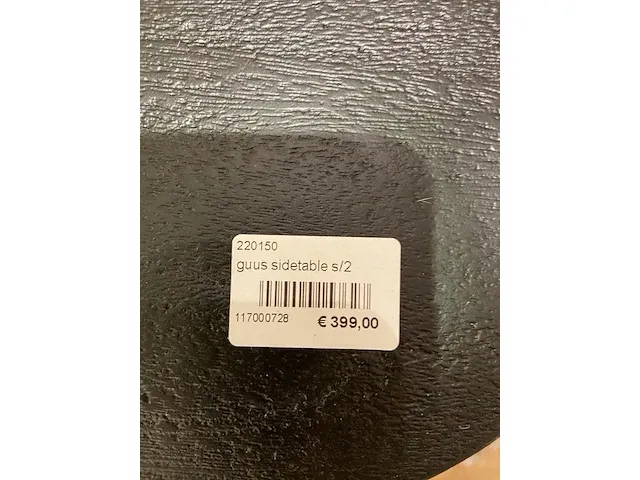 220150
guus sidetable s/2
117000728 € 399,00